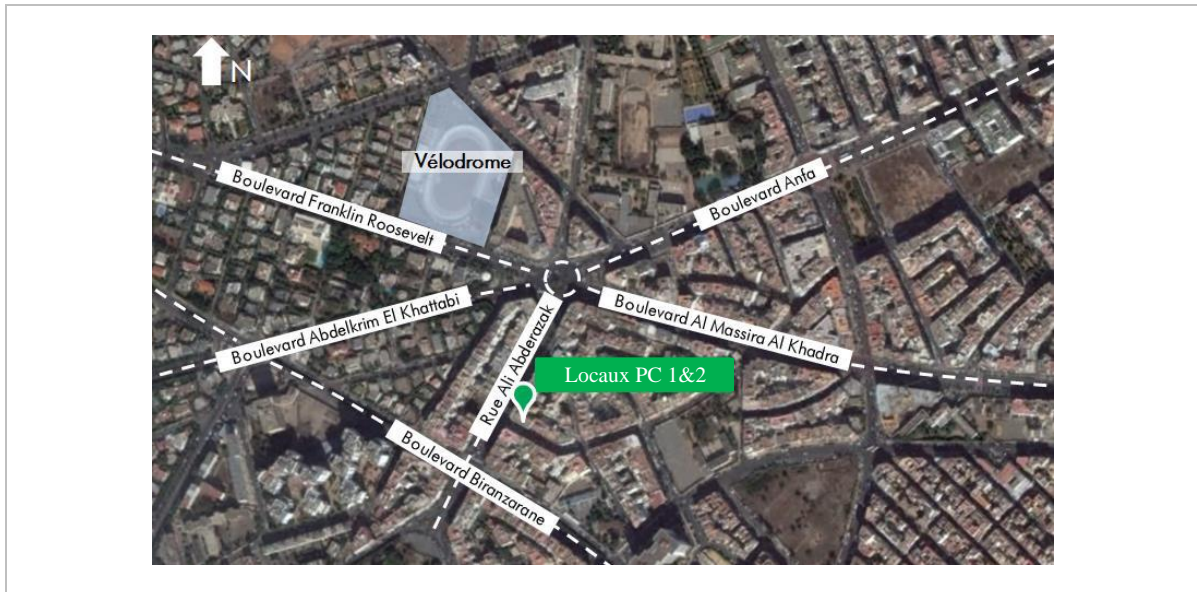 N
Vélodrome
Boulevard Franklin Roosevelt
Boulevard Anfa
Boulevard Abdelkrim El Khattabi
Boulevard Al Massira Al Khadra
Rue Ali Abderazak
Locaux PC 1&2
Boulevard Biranzarane